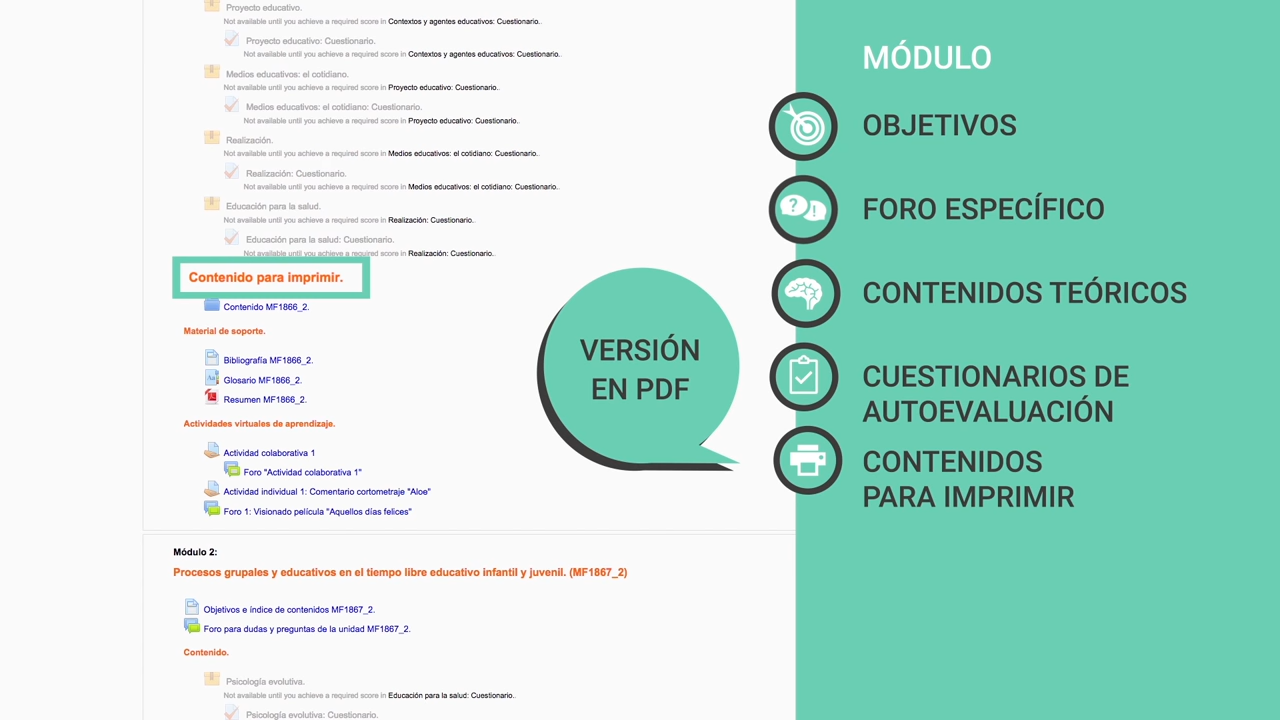 Proyecto educativo.
Not available until you achieve a required score in Contextos y agentes educativos: Cuestionario..
Proyecto educativo: Cuestionario.
Not available until you achieve a required score in Contextos y agentes educativos: Cuestionario..
Medios educativos: el cotidiano.
Not available until you achieve a required score in Proyecto educativo: Cuestionario..
Medios educativos: el cotidiano: Cuestionario.
Not available until you achieve a required score in Proyecto educativo: Cuestionario..
Realización.
Not available until you achieve a required score in Medios educativos: el cotidiano: Cuestionario..
Realización: Cuestionario.
Not available until you achieve a required score in Medios educativos: el cotidiano: Cuestionario..
Educación para la salud.
Not available until you achieve a required score in Realización: Cuestionario..
Educación para la salud: Cuestionario.
Not available until you achieve a required score in Realización: Cuestionario..
Contenido para imprimir.
Contenido MF1866_2.
Material de soporte.
Bibliografía MF1866_2.
Glosario MF1866_2.
Resumen MF1866_2.
Actividades virtuales de aprendizaje.
Actividad colaborativa 1
Foro "Actividad colaborativa 1"
Actividad individual 1: Comentario cortometraje "Aloe"
Foro 1: Visionado película "Aquellos días felices"
Módulo 2:
Procesos grupales y educativos en el tiempo libre educativo infantil y juvenil. (MF1867_2)
Objetivos e índice de contenidos MF1867_2.
Foro para dudas y preguntas de la unidad MF1867_2.
Contenido.
Psicología evolutiva.
Not available until you achieve a required score in Educación para la salud: Cuestionario..
Psicología evolutiva: Cuestionario.
VERSIÓN
EN PDF
MÓDULO
OBJETIVOS
FORO ESPECÍFICO
CONTENIDOS TEÓRICOS
CUESTIONARIOS DE
AUTOEVALUACIÓN
CONTENIDOS
PARA IMPRIMIR